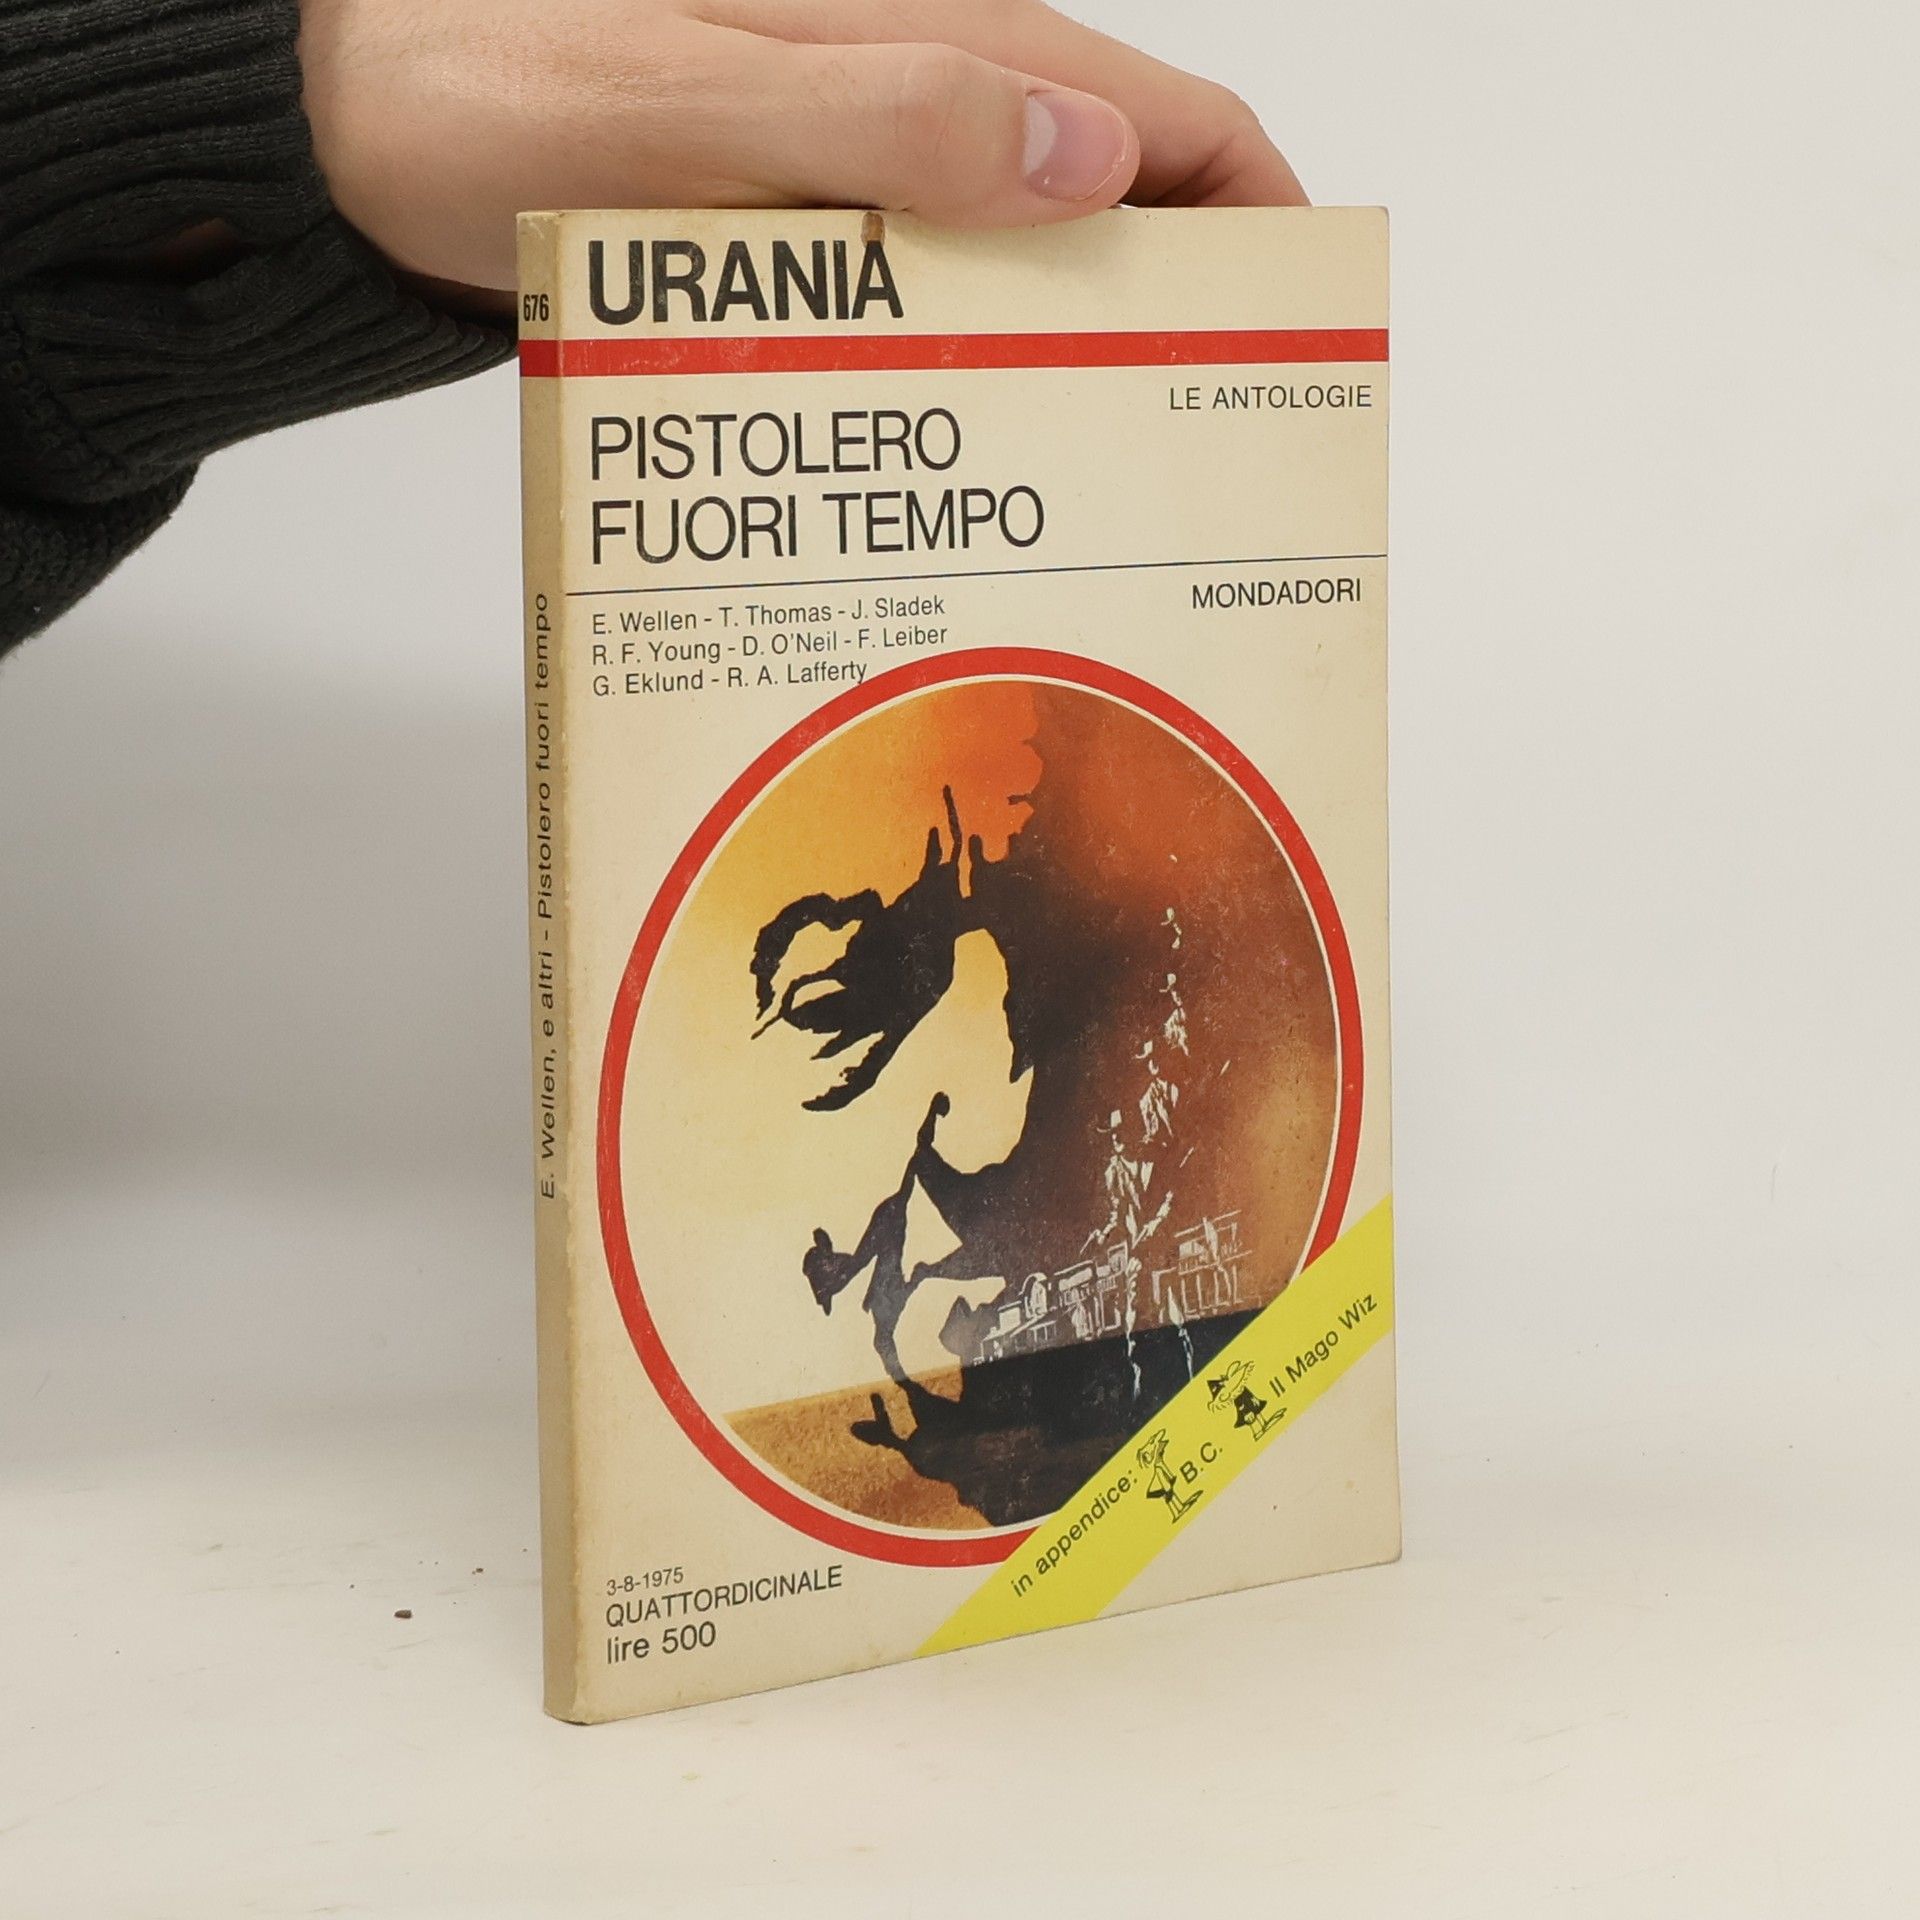 676
E. Wellen, e altri - Pistolero fuori tempo
URANIA
LE ANTOLOGIE
PISTOLERO
FUORI TEMPO
MONDADORI
E. Wellen - T. Thomas - J. Sladek
R. F. Young - D. O'Neil - F. Leiber
G. Eklund - R. A. Lafferty
in appendice: B.C. Il Mago Wiz
3-8-1975
QUATTORDICINALE
lire 500